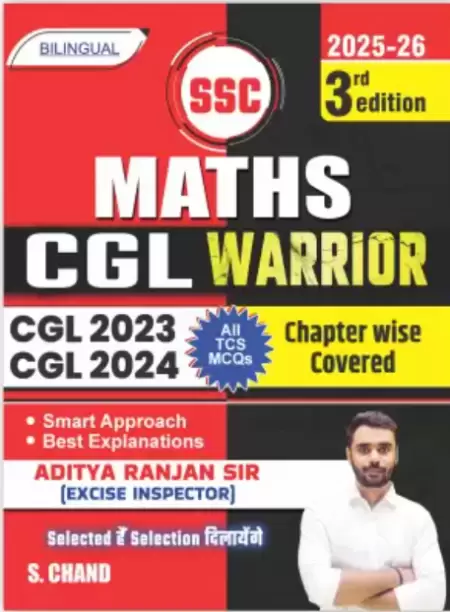 BILINGUAL
2025-26
3rd edition
SSC
MATHS
CGL WARRIOR
CGL 2023
CGL 2024
All
TCS
MCQs
Chapter wise
Covered
• Smart Approach
• Best Explanations
ADITYA RANJAN SIR
(EXCISE INSPECTOR)
Selected हैं Selection दिलायेंगे
S. CHAND